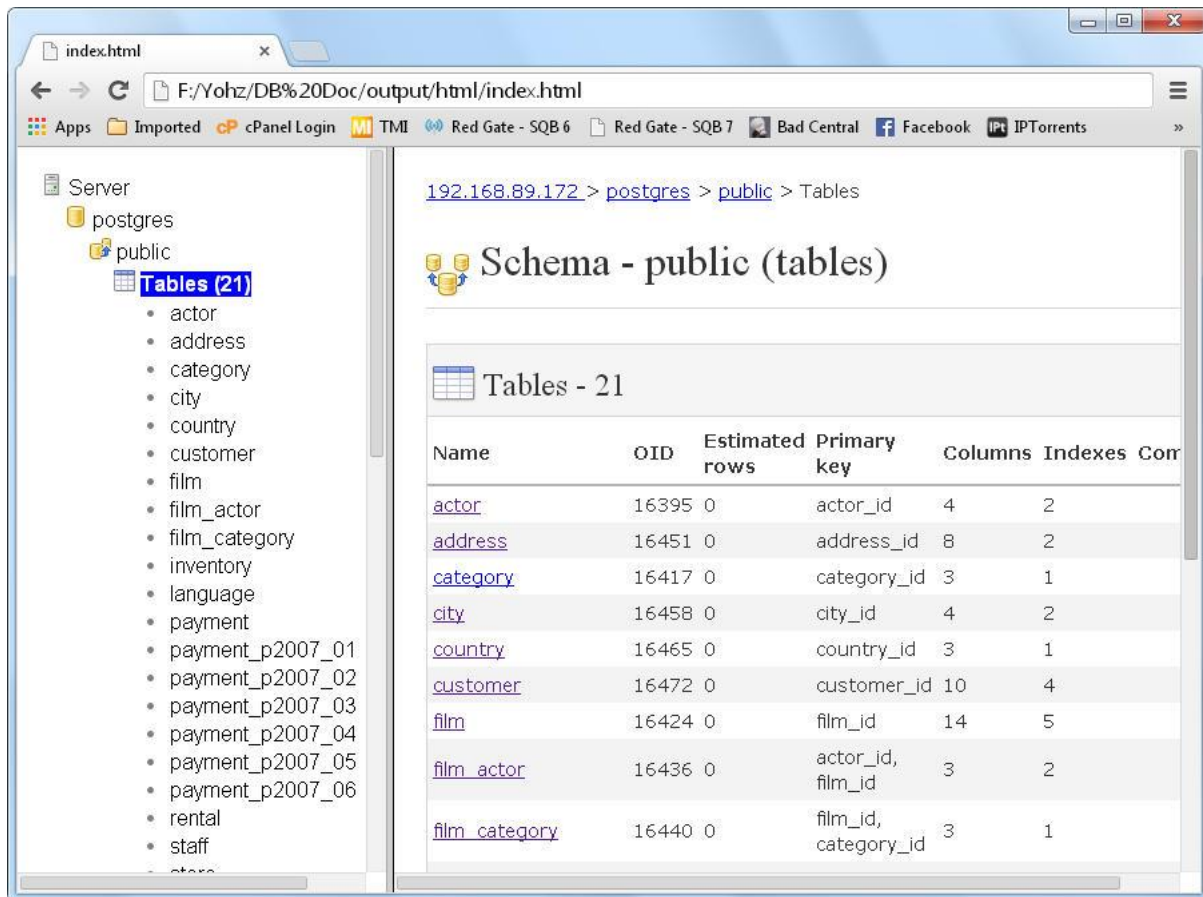 index.html
F:/Yohz/DB%20Doc/output/html/index.html
Apps Imported cPanel Login TMI Red Gate - SQB 6 Red Gate - SQB 7 Bad Central Facebook IPTorrents »
Server
postgres
public
Tables (21)
actor
address
category
city
country
customer
film
film_actor
film_category
inventory
language
payment
payment_p2007_01
payment_p2007_02
payment_p2007_03
payment_p2007_04
payment_p2007_05
payment_p2007_06
rental
staff
store
192.168.89.172 > postgres > public > Tables
Schema - public (tables)
Tables - 21
Name OID Estimated rows Primary key Columns Indexes Com
actor 16395 0 actor_id 4 2
address 16451 0 address_id 8 2
category 16417 0 category_id 3 1
city 16458 0 city_id 4 2
country 16465 0 country_id 3 1
customer 16472 0 customer_id 10 4
film 16424 0 film_id 14 5
film_actor 16436 0 actor_id, film_id 3 2
film_category 16440 0 film_id, category_id 3 1